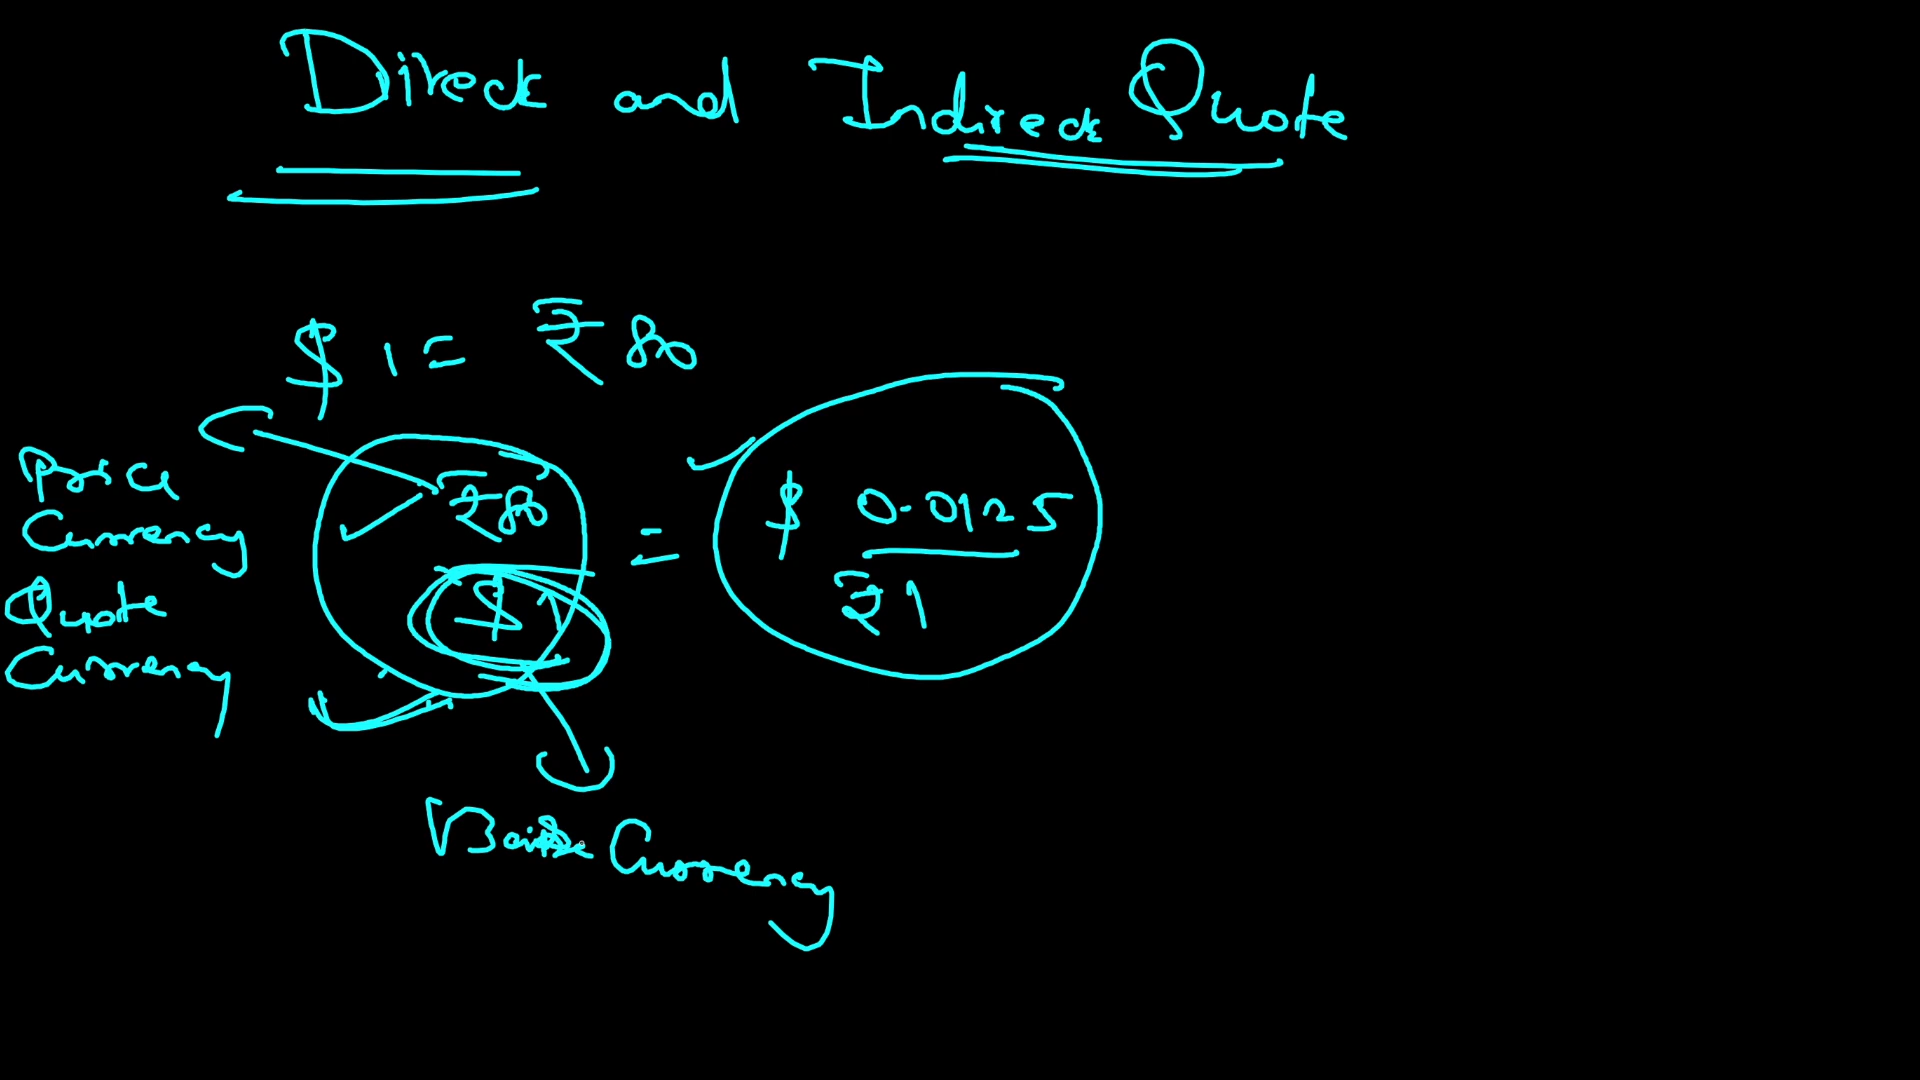 Direct and Indirect Quote
$ 1 = ₹ 80
₹80
$ 1
=
$ 0.0125
₹1
Price
Currency
Quote
Currency
Base Currency